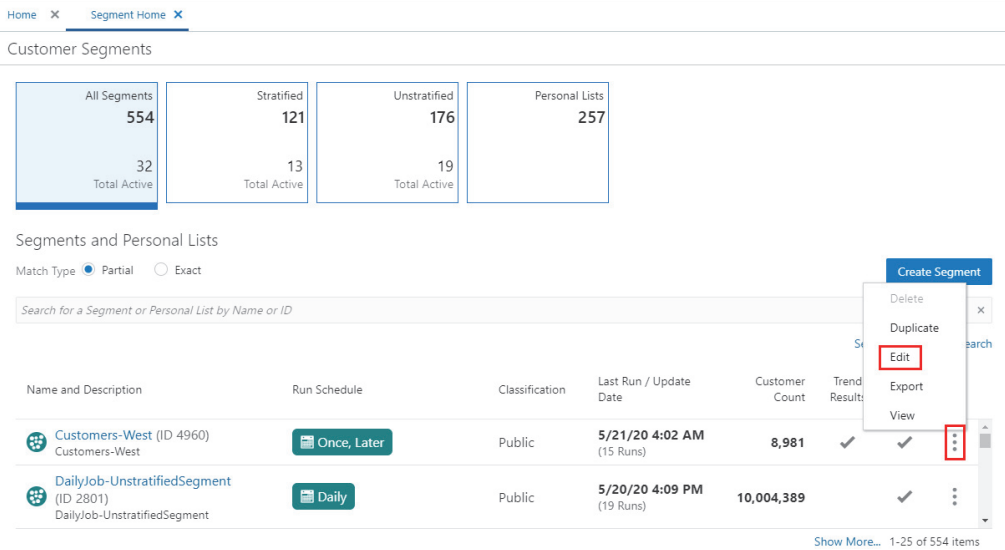 Home ✕ Segment Home ✕
Customer Segments
All Segments
554
32
Total Active
Stratified
121
13
Total Active
Unstratified
176
19
Total Active
Personal Lists
257
Segments and Personal Lists
Match Type Partial Exact
Create Segment
Search for a Segment or Personal List by Name or ID
✕
Delete
Duplicate
Edit
Export
View
Name and Description
Run Schedule
Classification
Last Run / Update
Date
Customer
Count
Trend
Results
Customers-West (ID 4960)
Customers-West
Once, Later
Public
5/21/20 4:02 AM
(15 Runs)
8,981
DailyJob-UnstratifiedSegment
(ID 2801)
DailyJob-UnstratifiedSegment
Daily
Public
5/20/20 4:09 PM
(19 Runs)
10,004,389
Show More... 1-25 of 554 items